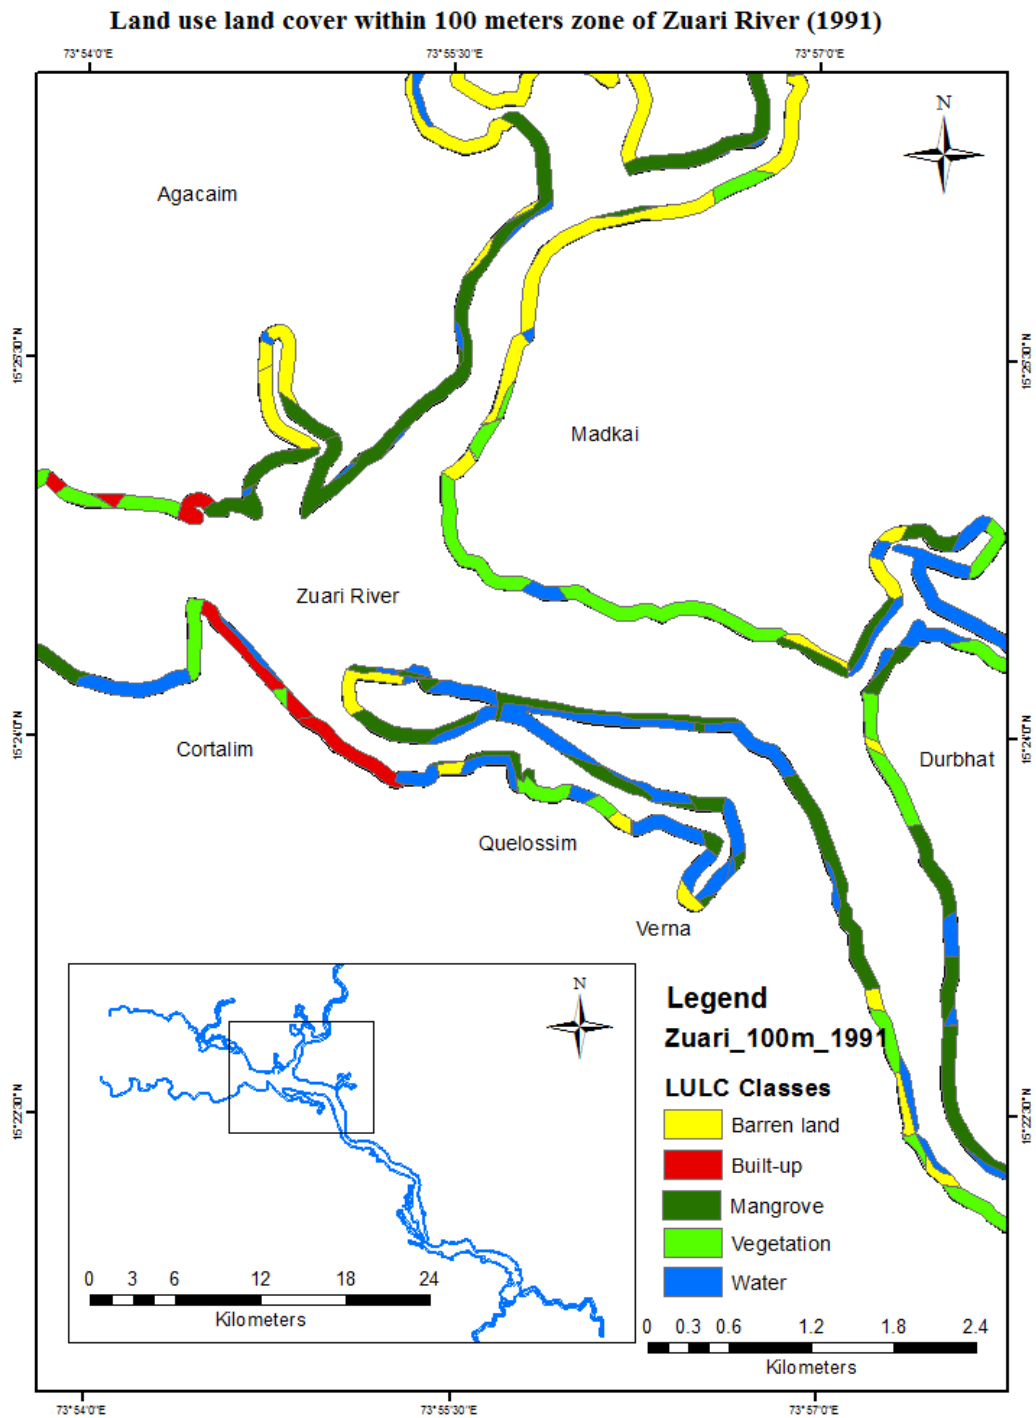 Land use land cover within 100 meters zone of Zuari River (1991)
73°54'0"E
73°55'30"E
73°57'0"E
N
Agacaim
15°25'30"N
15°25'30"N
Madkai
Zuari River
15°24'0"N
15°24'0"N
Cortalim
Durbhat
Quelossim
Verna
N
Legend
Zuari_100m_1991
LULC Classes
Barren land
Built-up
Mangrove
Vegetation
Water
15°22'30"N
15°22'30"N
0 3 6 12 18 24
Kilometers
0 0.3 0.6 1.2 1.8 2.4
Kilometers
73°54'0"E
73°55'30"E
73°57'0"E